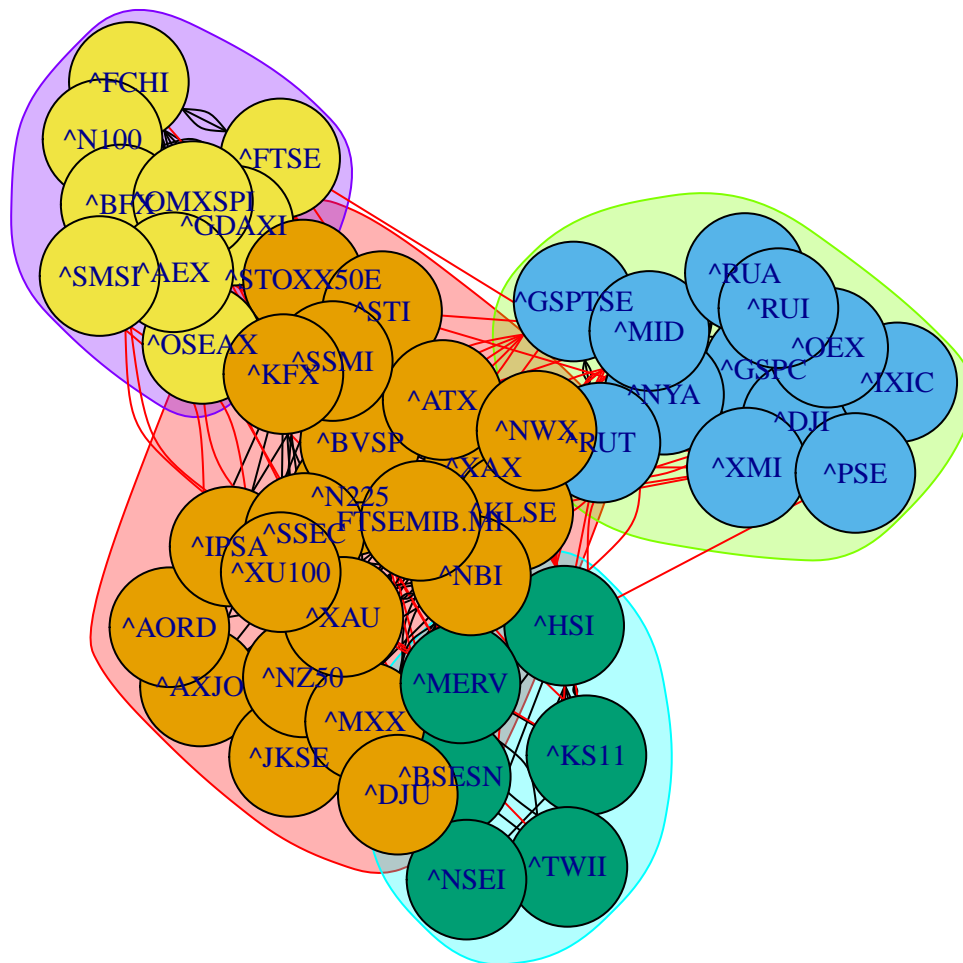 ^FCHI
^N100
^FTSE
^BFX
^OMXSPI
^GDAXI
^SMSI
^AEX
^STOXX50E
^OSEAX
^STI
^SSMI
^KFX
^GSPTSE
^MID
^RUA
^RUI
^OEX
^GSPC
^IXIC
^NYA
^DJI
^ATX
^NWX
^RUT
^BVSP
^XAX
^XMI
^PSE
^N225
^KLSE
FTSEMIB.MI
^SSEC
^IPSA
^XU100
^NBI
^XAU
^HSI
^AORD
^AXJO
^NZ50
^MERV
^MXX
^JKSE
^KS11
^BSESN
^DJU
^NSEI
^TWII